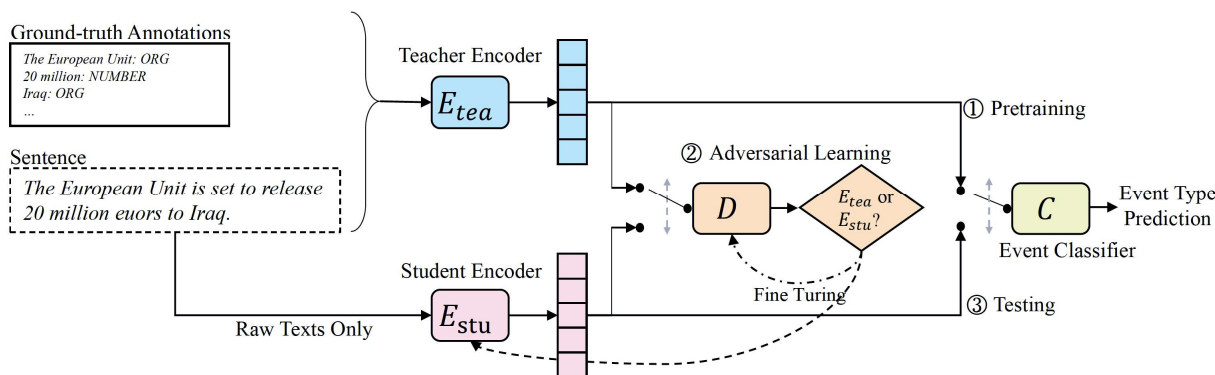 Ground-truth Annotations
The European Unit: ORG
20 million: NUMBER
Iraq: ORG
...
Sentence
The European Unit is set to release
20 million euors to Iraq.
Teacher Encoder
E_tea
① Pretraining
② Adversarial Learning
D
E_tea or
E_stu?
Fine Turing
C
Event Classifier
Event Type
Prediction
Student Encoder
E_stu
Raw Texts Only
③ Testing